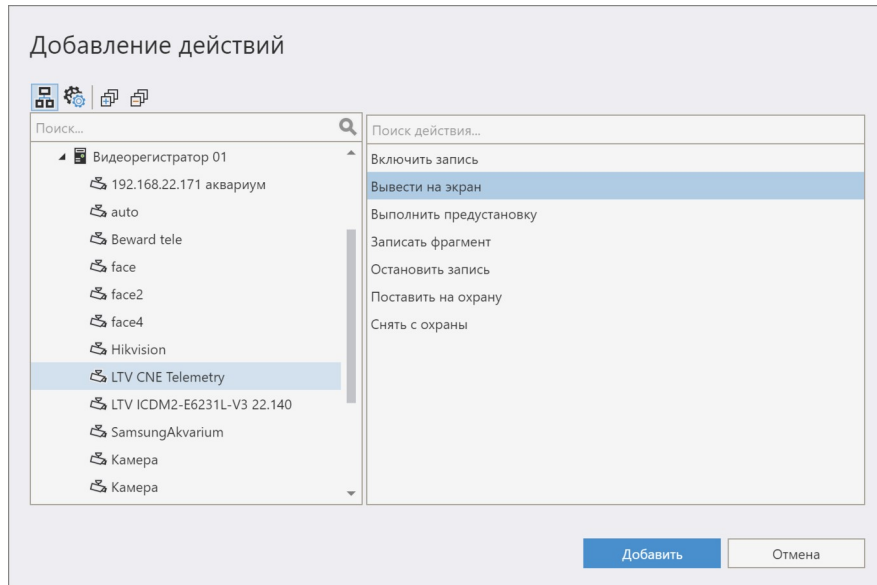 Добавление действий
Поиск...
Видеорегистратор 01
192.168.22.171 аквариум
auto
Beward tele
face
face2
face4
Hikvision
LTV CNE Telemetry
LTV ICDM2-E6231L-V3 22.140
SamsungAkvarium
Камера
Камера
Поиск действия...
Включить запись
Вывести на экран
Выполнить предустановку
Записать фрагмент
Остановить запись
Поставить на охрану
Снять с охраны
Добавить
Отмена